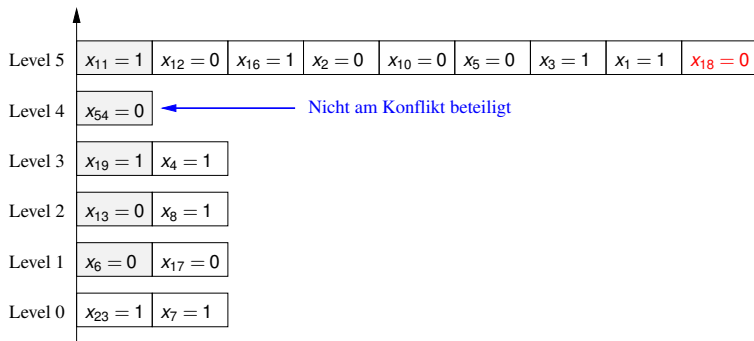 Level 5 x₁₁ = 1 x₁₂ = 0 x₁₆ = 1 x₂ = 0 x₁₀ = 0 x₅ = 0 x₃ = 1 x₁ = 1 x₁₈ = 0
Level 4 x₅₄ = 0 Nicht am Konflikt beteiligt
Level 3 x₁₉ = 1 x₄ = 1
Level 2 x₁₃ = 0 x₈ = 1
Level 1 x₆ = 0 x₁₇ = 0
Level 0 x₂₃ = 1 x₇ = 1